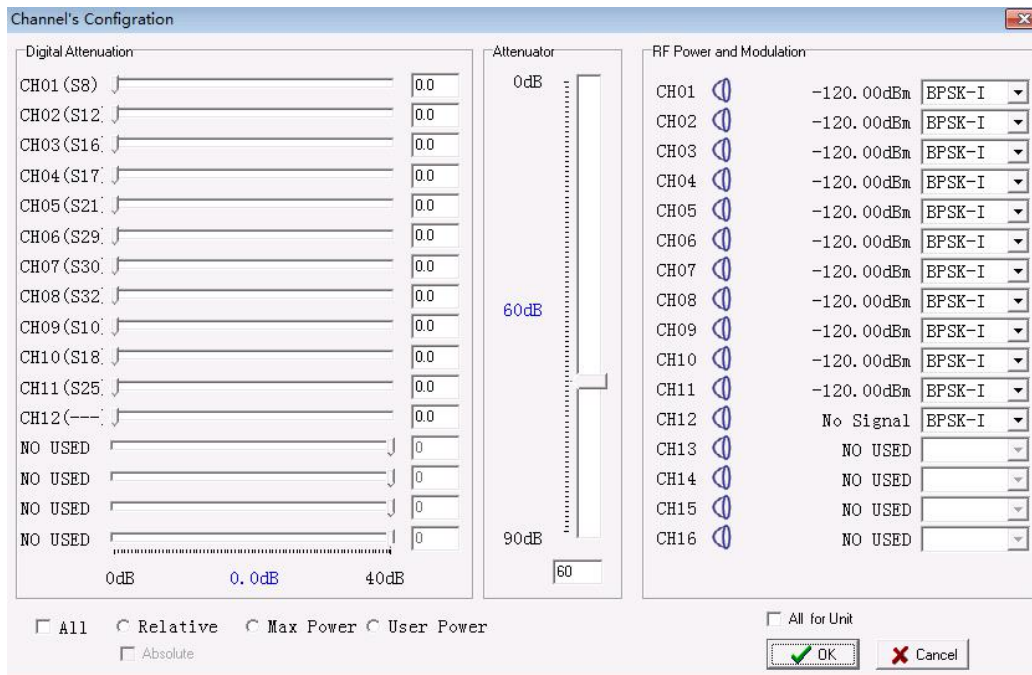 Channel's Configration
Digital Attenuation
CH01(S8) 0.0
CH02(S12 0.0
CH03(S16 0.0
CH04(S17 0.0
CH05(S21 0.0
CH06(S29 0.0
CH07(S30 0.0
CH08(S32 0.0
CH09(S10 0.0
CH10(S18 0.0
CH11(S25 0.0
CH12(---) 0.0
NO USED 0
NO USED 0
NO USED 0
NO USED 0
0dB 0.0dB 40dB
Attenuator
0dB
60dB
90dB
60
RF Power and Modulation
CH01 -120.00dBm BPSK-I
CH02 -120.00dBm BPSK-I
CH03 -120.00dBm BPSK-I
CH04 -120.00dBm BPSK-I
CH05 -120.00dBm BPSK-I
CH06 -120.00dBm BPSK-I
CH07 -120.00dBm BPSK-I
CH08 -120.00dBm BPSK-I
CH09 -120.00dBm BPSK-I
CH10 -120.00dBm BPSK-I
CH11 -120.00dBm BPSK-I
CH12 No Signal BPSK-I
CH13 NO USED
CH14 NO USED
CH15 NO USED
CH16 NO USED
All Relative Max Power User Power
Absolute
All for Unit
OK Cancel